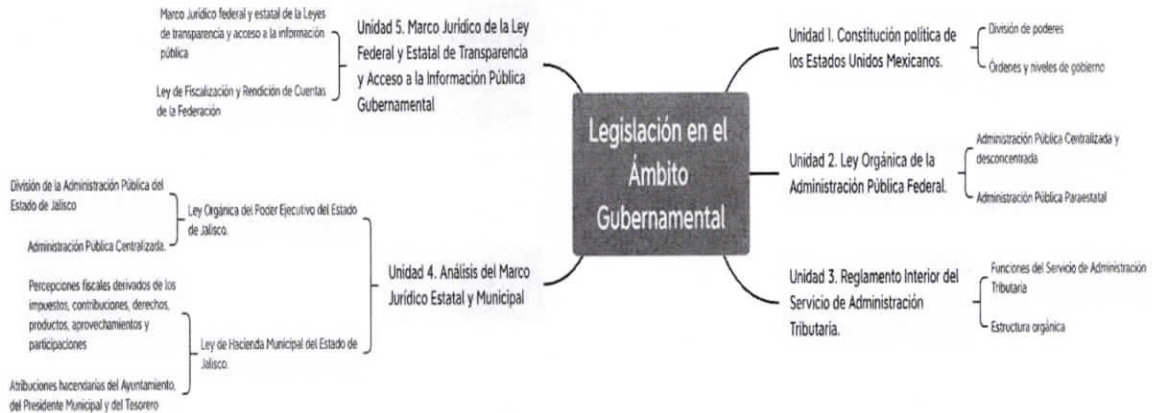 Legislación en el
Ámbito
Gubernamental
Unidad 1. Constitución política de
los Estados Unidos Mexicanos.
División de poderes
Órdenes y niveles de gobierno
Unidad 2. Ley Orgánica de la
Administración Pública Federal.
Administración Pública Centralizada y
desconcentrada
Administración Pública Paraestatal
Unidad 3. Reglamento Interior del
Servicio de Administración
Tributaria.
Funciones del Servicio de Administración
Tributaria
Estructura orgánica
Unidad 4. Análisis del Marco
Jurídico Estatal y Municipal
Ley Orgánica del Poder Ejecutivo del Estado
de Jalisco.
División de la Administración Pública del
Estado de Jalisco
Administración Pública Centralizada.
Ley de Hacienda Municipal del Estado de
Jalisco.
Percepciones fiscales derivados de los
impuestos, contribuciones, derechos,
productos, aprovechamientos y
participaciones
Atribuciones hacendarias del Ayuntamiento,
del Presidente Municipal y del Tesorero
Unidad 5. Marco Jurídico de la Ley
Federal y Estatal de Transparencia
y Acceso a la Información Pública
Gubernamental
Marco Jurídico federal y estatal de la Leyes
de transparencia y acceso a la información
pública
Ley de Fiscalización y Rendición de Cuentas
de la Federación